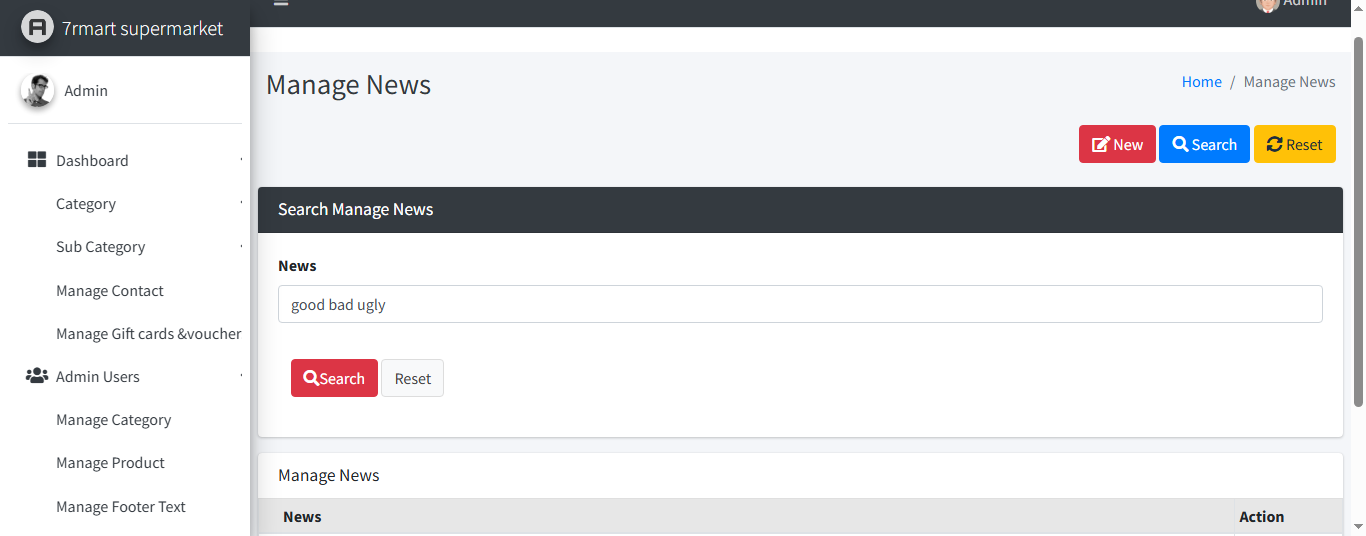 7rmart supermarket
Admin
Admin
Dashboard
Category
Sub Category
Manage Contact
Manage Gift cards &voucher
Admin Users
Manage Category
Manage Product
Manage Footer Text
Manage News
Home / Manage News
New Search Reset
Search Manage News
News
good bad ugly
Search Reset
Manage News
News Action